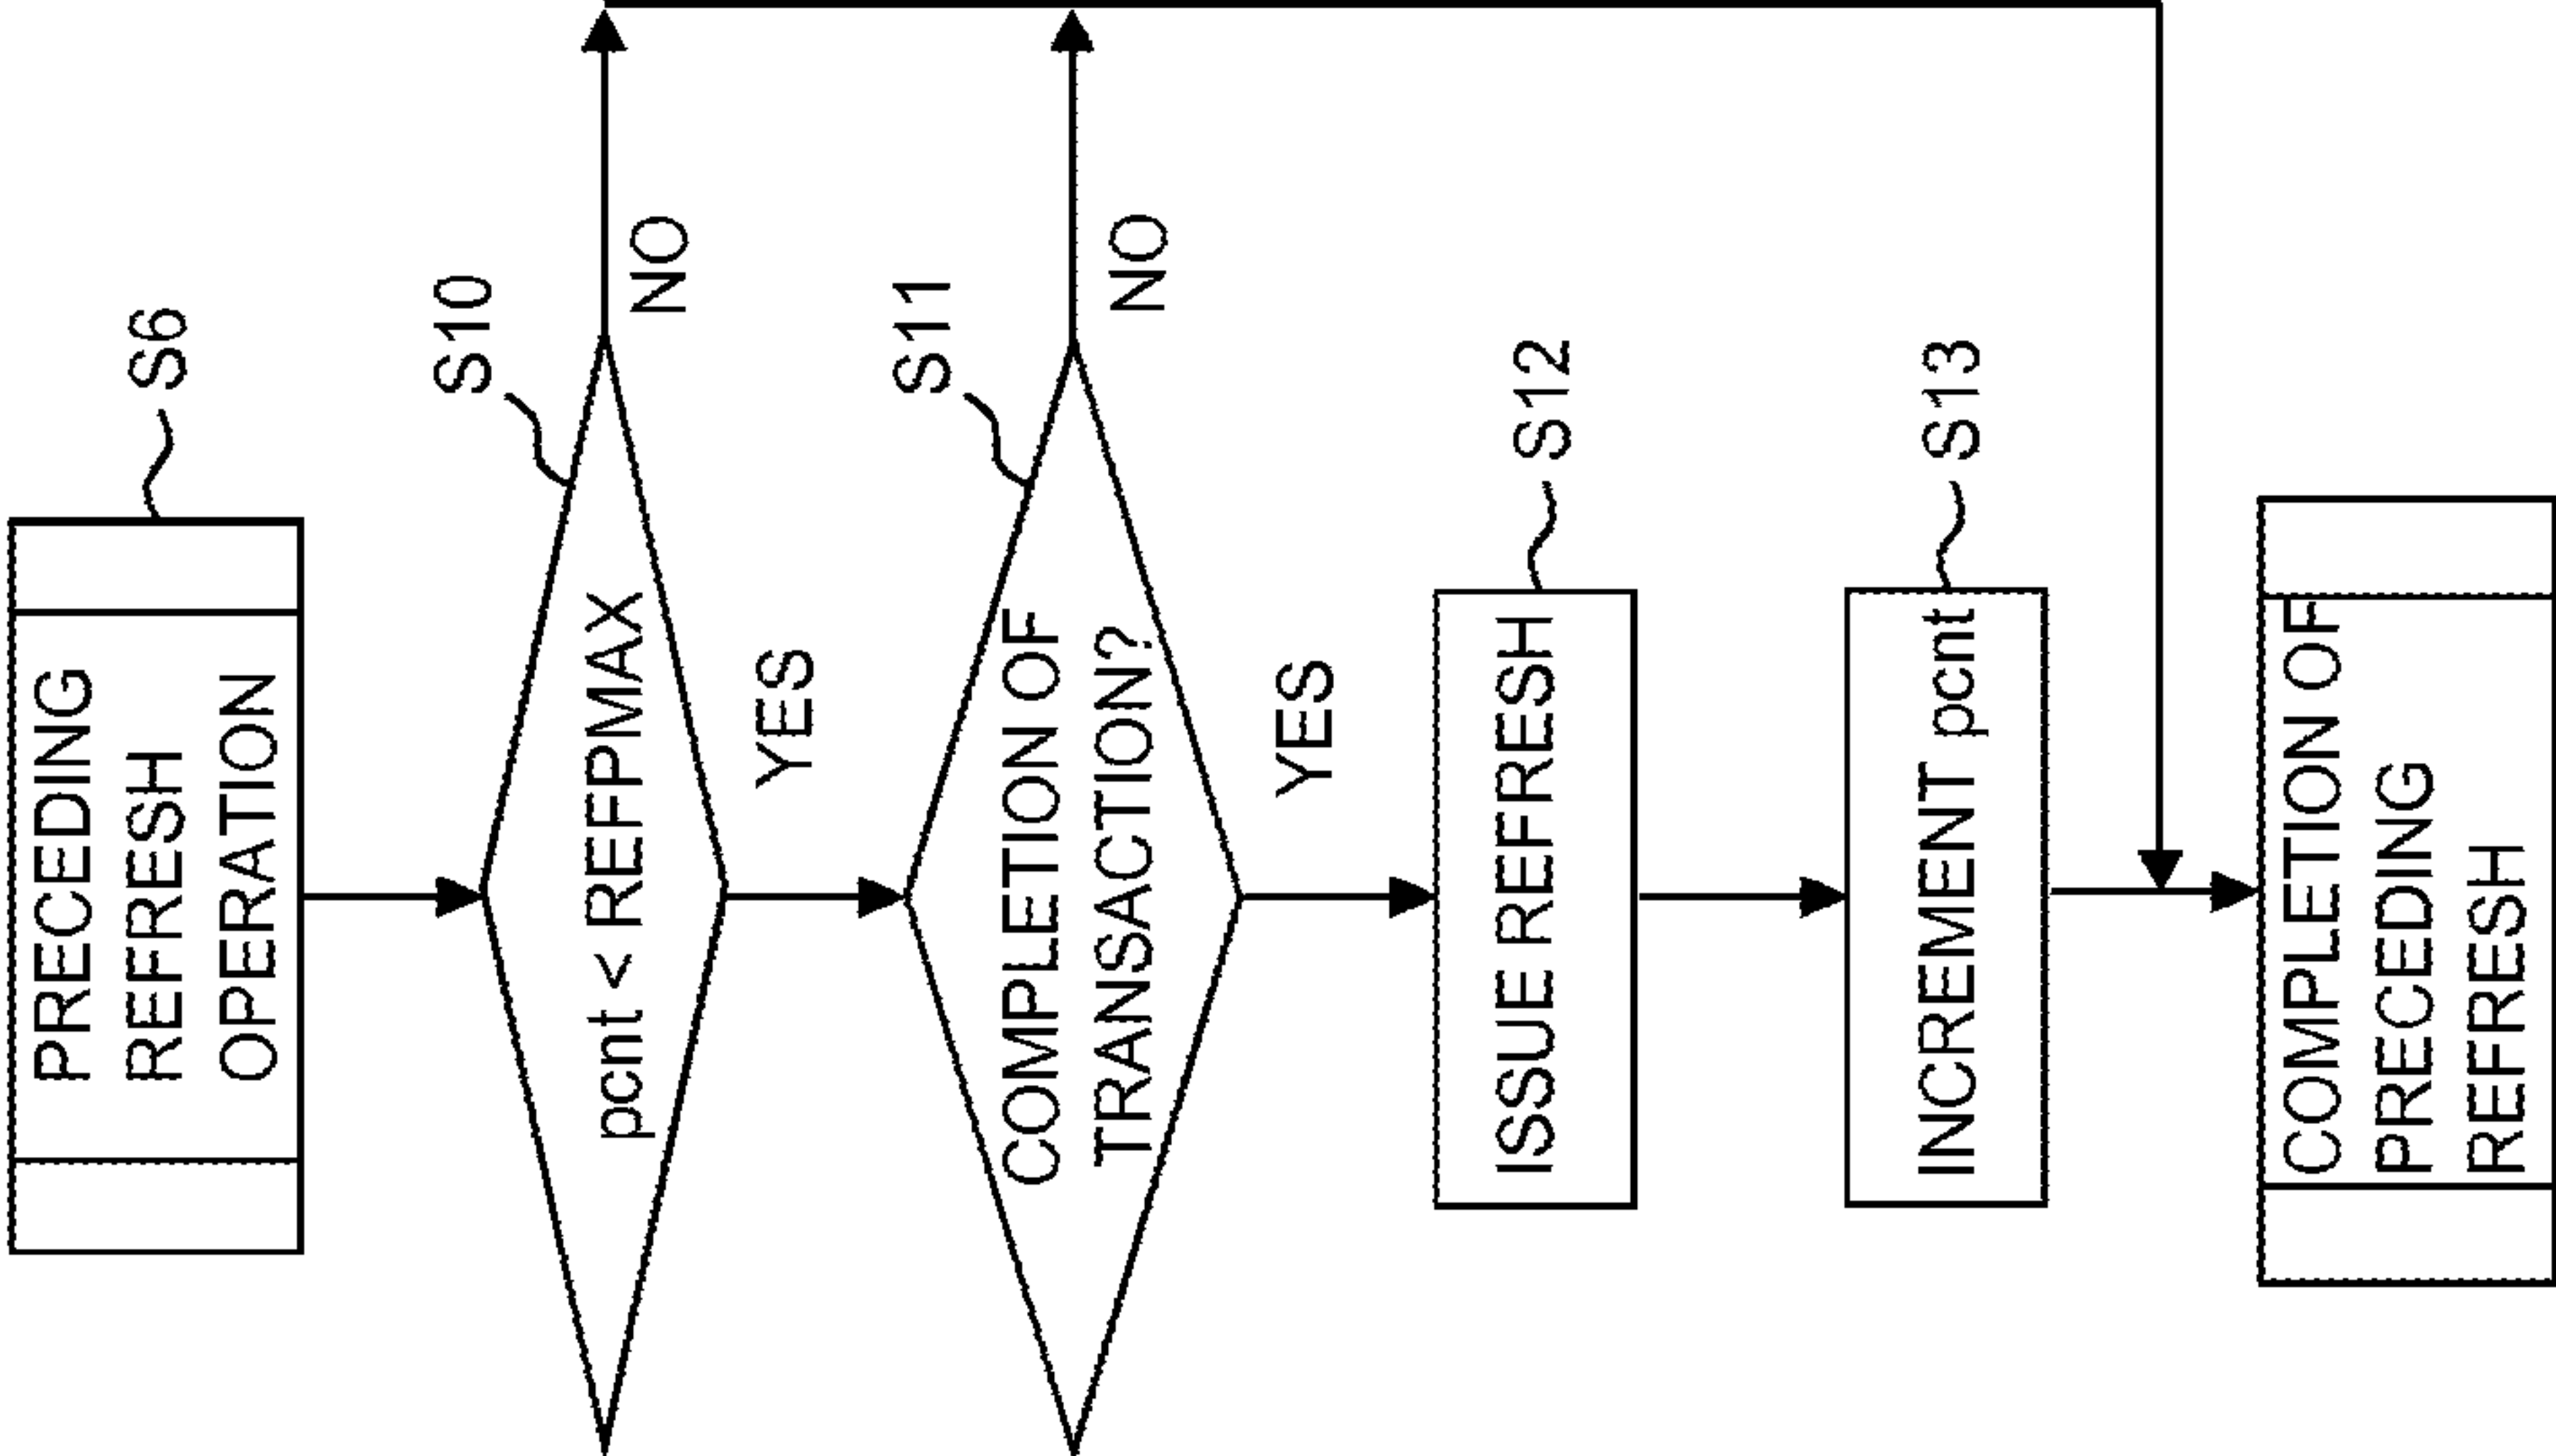 PRECEDING
REFRESH
OPERATION
S6
S10
pcnt < REFPMAX
NO
YES
S11
COMPLETION OF
TRANSACTION?
NO
YES
S12
ISSUE REFRESH
S13
INCREMENT pcnt
COMPLETION OF
PRECEDING
REFRESH